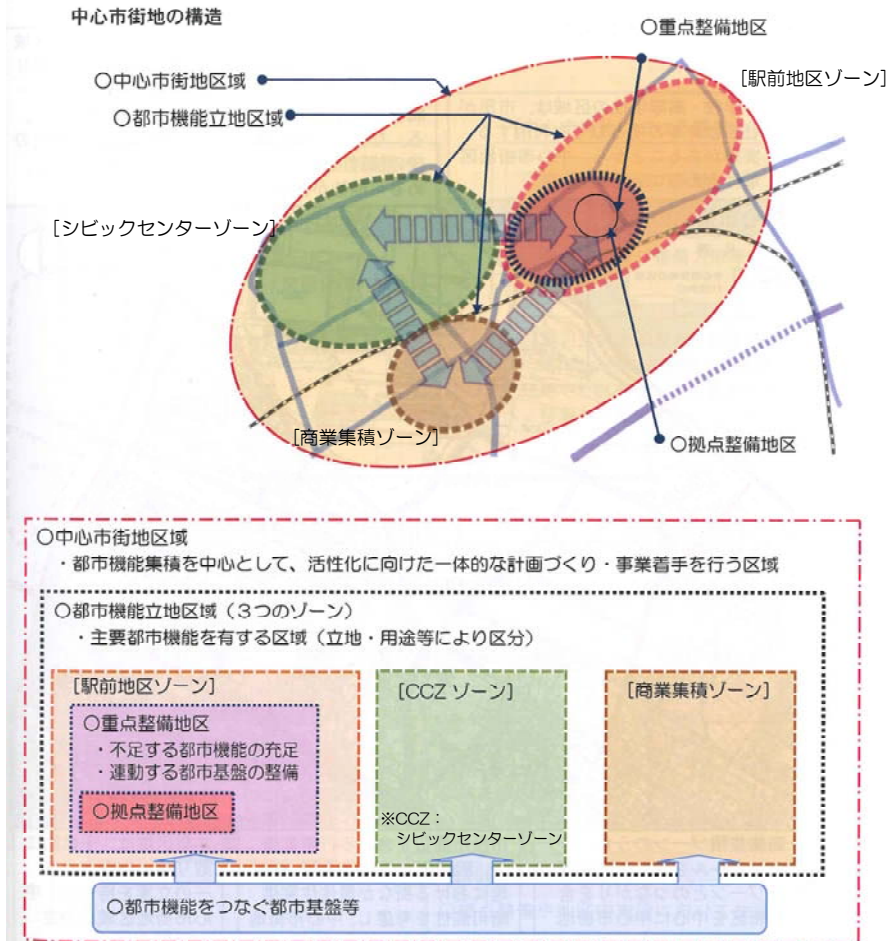 中心市街地の構造
○重点整備地区
[駅前地区ゾーン]
○中心市街地区域
○都市機能立地区域
[シビックセンターゾーン]
[商業集積ゾーン]
○拠点整備地区
○中心市街地区域
・都市機能集積を中心として、活性化に向けた一体的な計画づくり・事業着手を行う区域
○都市機能立地区域（３つのゾーン）
・主要都市機能を有する区域（立地・用途等により区分）
[駅前地区ゾーン]
[CCZ ゾーン]
[商業集積ゾーン]
○重点整備地区
・不足する都市機能の充足
・運動する都市基盤の整備
○拠点整備地区
※CCZ：
シビックセンターゾーン
○都市機能をつなぐ都市基盤等